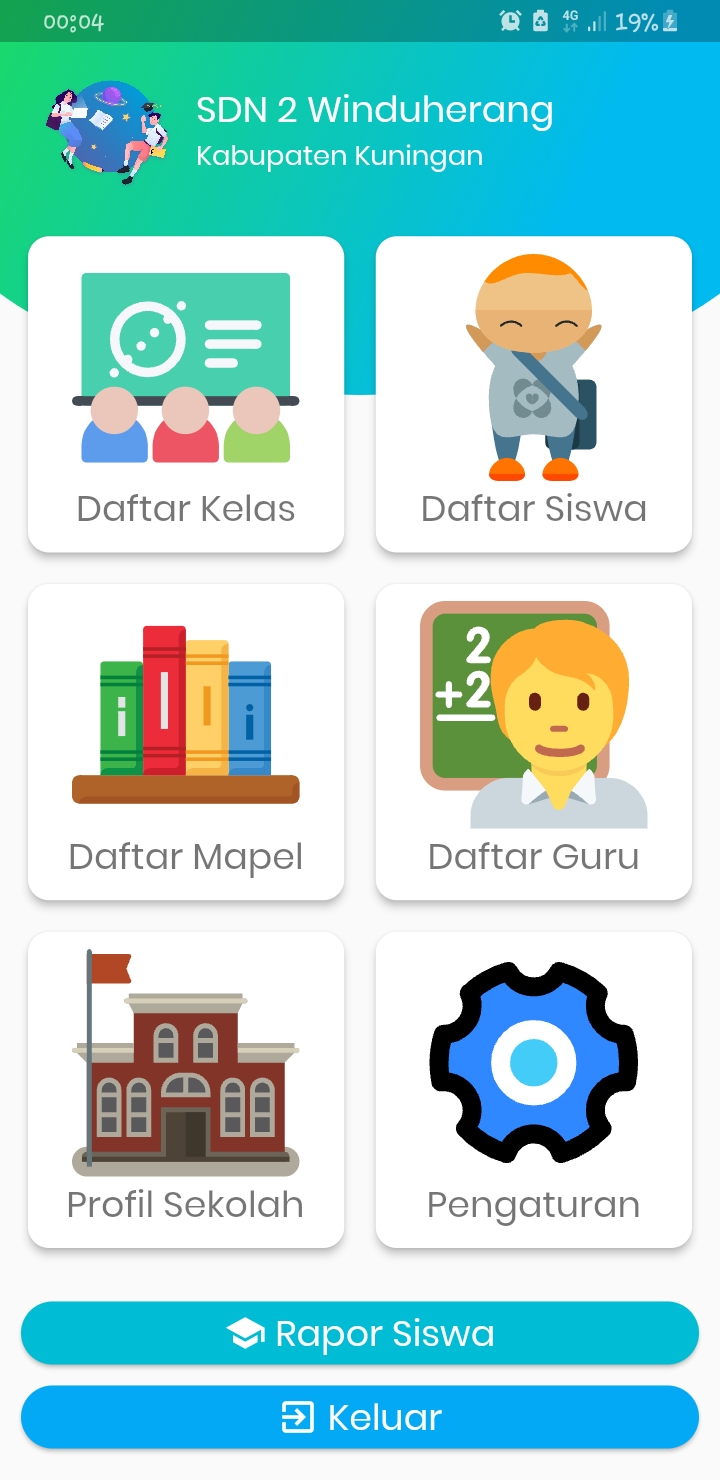 00:04
4G
19%
SDN 2 Winduherang
Kabupaten Kuningan
Daftar Kelas
Daftar Siswa
2
+2
Daftar Mapel
Daftar Guru
Profil Sekolah
Pengaturan
Rapor Siswa
Keluar